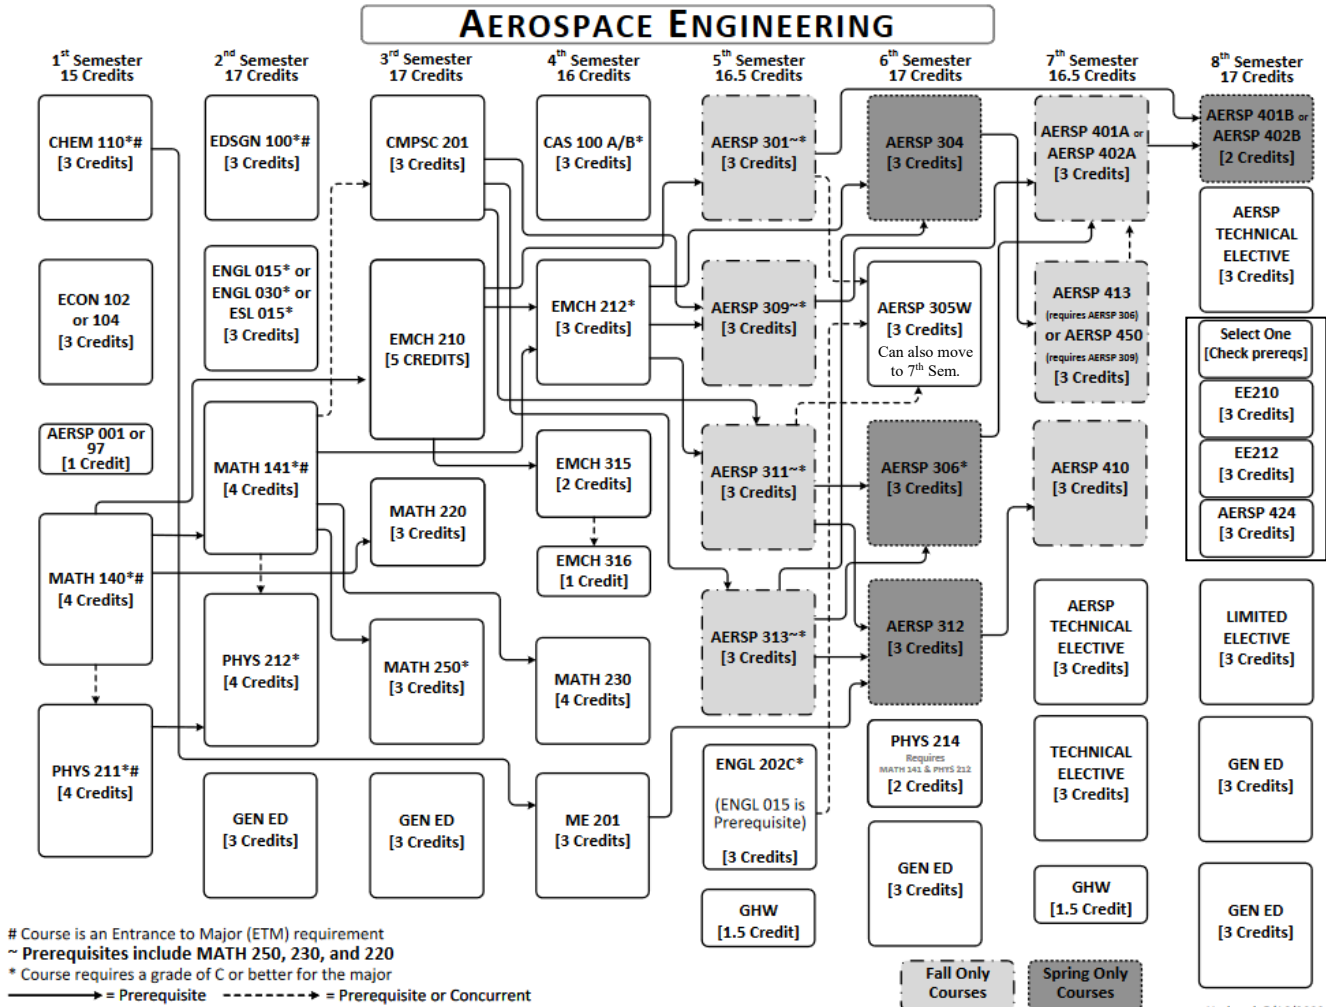 AEROSPACE ENGINEERING
1st Semester
15 Credits
2nd Semester
17 Credits
3rd Semester
17 Credits
4th Semester
16 Credits
5th Semester
16.5 Credits
6th Semester
17 Credits
7th Semester
16.5 Credits
8th Semester
17 Credits
CHEM 110*#
[3 Credits]
ECON 102
or 104
[3 Credits]
AERSP 001 or
97
[1 Credit]
MATH 140*#
[4 Credits]
PHYS 211*#
[4 Credits]
EDSGN 100*#
[3 Credits]
ENGL 015* or
ENGL 030* or
ESL 015*
[3 Credits]
MATH 141*#
[4 Credits]
PHYS 212*
[4 Credits]
GEN ED
[3 Credits]
CMPSC 201
[3 Credits]
EMCH 210
[5 CREDITS]
MATH 220
[3 Credits]
MATH 250*
[3 Credits]
GEN ED
[3 Credits]
CAS 100 A/B*
[3 Credits]
EMCH 212*
[3 Credits]
EMCH 315
[2 Credits]
EMCH 316
[1 Credit]
MATH 230
[4 Credits]
ME 201
[3 Credits]
AERSP 301~*
[3 Credits]
AERSP 309~*
[3 Credits]
AERSP 311~*
[3 Credits]
AERSP 313~*
[3 Credits]
ENGL 202C*
(ENGL 015 is
Prerequisite)
[3 Credits]
GHW
[1.5 Credit]
AERSP 304
[3 Credits]
AERSP 305W
[3 Credits]
Can also move
to 7th Sem.
AERSP 306*
[3 Credits]
AERSP 312
[3 Credits]
PHYS 214
Requires
MATH 141 & PHYS 212
[2 Credits]
GEN ED
[3 Credits]
AERSP 401A or
AERSP 402A
[3 Credits]
AERSP 413
(requires AERSP 306)
or AERSP 450
(requires AERSP 309)
[3 Credits]
AERSP 410
[3 Credits]
AERSP
TECHNICAL
ELECTIVE
[3 Credits]
TECHNICAL
ELECTIVE
[3 Credits]
GHW
[1.5 Credit]
AERSP 401B or
AERSP 402B
[2 Credits]
AERSP
TECHNICAL
ELECTIVE
[3 Credits]
Select One
[Check prereqs]
EE210
[3 Credits]
EE212
[3 Credits]
AERSP 424
[3 Credits]
LIMITED
ELECTIVE
[3 Credits]
GEN ED
[3 Credits]
GEN ED
[3 Credits]
# Course is an Entrance to Major (ETM) requirement
~ Prerequisites include MATH 250, 230, and 220
* Course requires a grade of C or better for the major
= Prerequisite
= Prerequisite or Concurrent
Fall Only
Courses
Spring Only
Courses